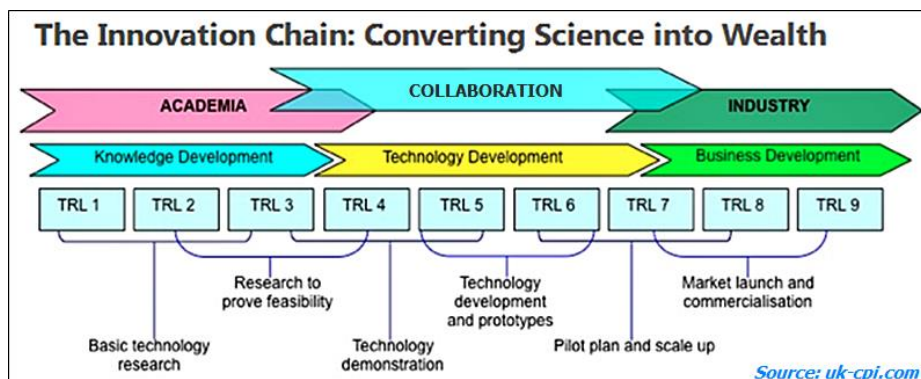 The Innovation Chain: Converting Science into Wealth
COLLABORATION
ACADEMIA
INDUSTRY
Knowledge Development
Technology Development
Business Development
TRL 1
TRL 2
TRL 3
TRL 4
TRL 5
TRL 6
TRL 7
TRL 8
TRL 9
Research to
prove feasibility
Technology
development
and prototypes
Market launch and
commercialisation
Basic technology
research
Technology
demonstration
Pilot plan and scale up
Source: uk-cpi.com